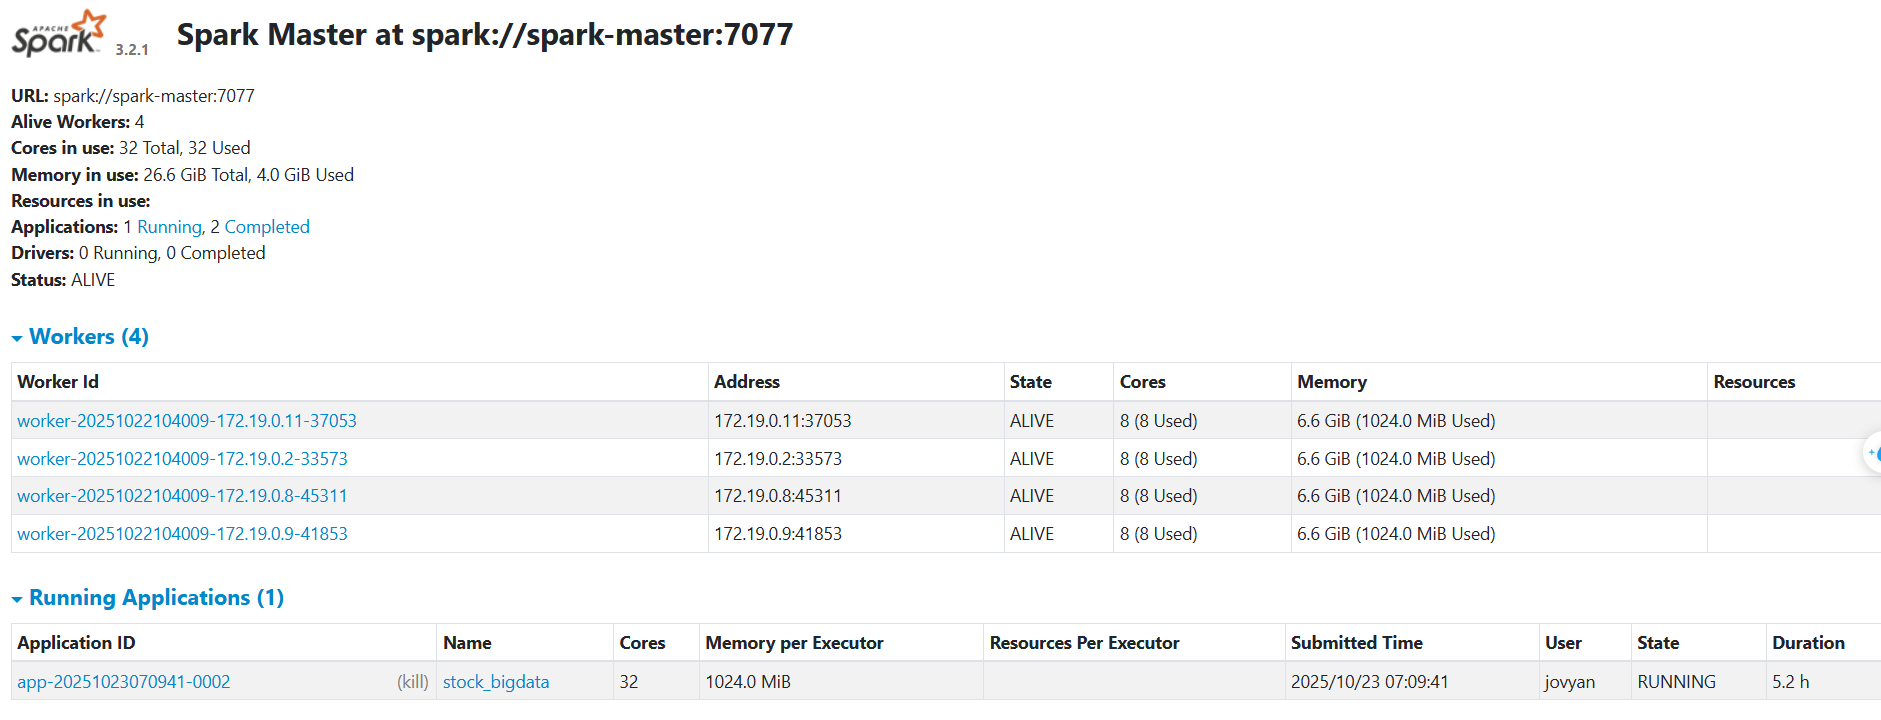 APACHE
Spark 3.2.1 Spark Master at spark://spark-master:7077
URL: spark://spark-master:7077
Alive Workers: 4
Cores in use: 32 Total, 32 Used
Memory in use: 26.6 GiB Total, 4.0 GiB Used
Resources in use:
Applications: 1 Running, 2 Completed
Drivers: 0 Running, 0 Completed
Status: ALIVE
Workers (4)
Worker Id Address State Cores Memory Resources
worker-20251022104009-172.19.0.11-37053 172.19.0.11:37053 ALIVE 8 (8 Used) 6.6 GiB (1024.0 MiB Used)
worker-20251022104009-172.19.0.2-33573 172.19.0.2:33573 ALIVE 8 (8 Used) 6.6 GiB (1024.0 MiB Used)
worker-20251022104009-172.19.0.8-45311 172.19.0.8:45311 ALIVE 8 (8 Used) 6.6 GiB (1024.0 MiB Used)
worker-20251022104009-172.19.0.9-41853 172.19.0.9:41853 ALIVE 8 (8 Used) 6.6 GiB (1024.0 MiB Used)
Running Applications (1)
Application ID Name Cores Memory per Executor Resources Per Executor Submitted Time User State Duration
app-20251023070941-0002 (kill) stock_bigdata 32 1024.0 MiB 2025/10/23 07:09:41 jovyan RUNNING 5.2 h